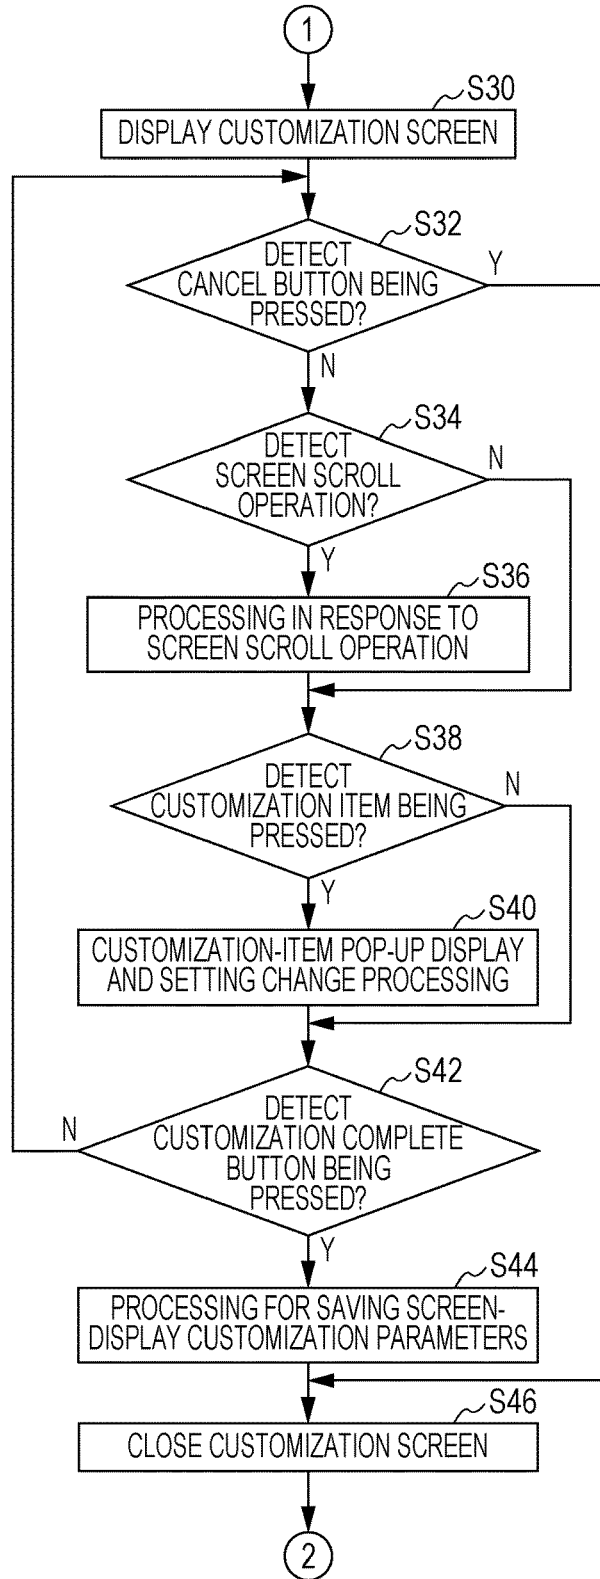 1
S30
DISPLAY CUSTOMIZATION SCREEN
S32
DETECT
CANCEL BUTTON BEING
PRESSED?
Y
N
S34
DETECT
SCREEN SCROLL
OPERATION?
N
Y
S36
PROCESSING IN RESPONSE TO
SCREEN SCROLL OPERATION
S38
DETECT
CUSTOMIZATION ITEM BEING
PRESSED?
N
Y
S40
CUSTOMIZATION-ITEM POP-UP DISPLAY
AND SETTING CHANGE PROCESSING
S42
DETECT
CUSTOMIZATION COMPLETE
BUTTON BEING
PRESSED?
N
Y
S44
PROCESSING FOR SAVING SCREEN-
DISPLAY CUSTOMIZATION PARAMETERS
S46
CLOSE CUSTOMIZATION SCREEN
2